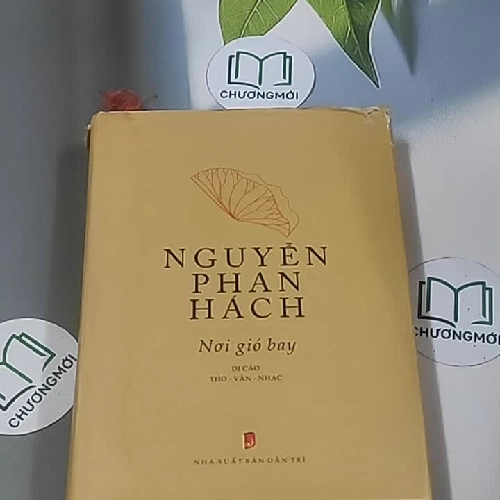 CHƯƠNGMỚI
NGUYỄN
PHAN
HÁCH
Nơi gió bay
DI CẢO
THƠ - VĂN - NHẠC
NHÀ XUẤT BẢN DÂN TRÍ
CHƯƠNGMỚI
CHƯƠNGMỚI